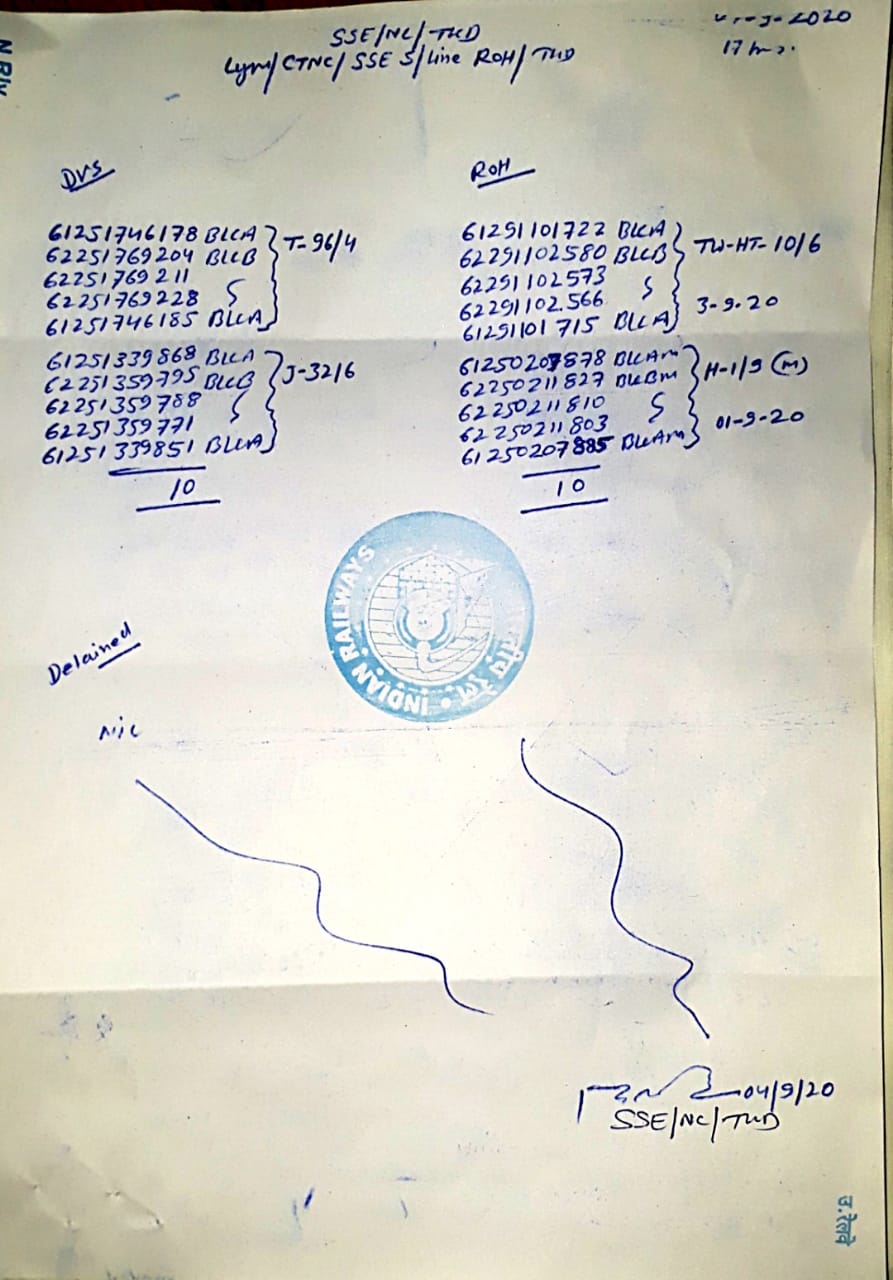 SSE/NC/TKD
Lym/CTNC/SSE S/Line ROH/TKD
-9-2020
17 hrs.
DVS
61251746178 BLCA
62251769204 BLCB
62251769211
62251769228
61251746185 BLCA
T-96/4
61251339868 BLCA
62251359795 BLCB
62251359788
62251359771
61251339851 BLCA
J-32/6
10
ROH
61291101722 BLCA
62291102580 BLCB
62291102573
62291102566
61291101715 BLCA
TW-HT-10/6
3-9-20
61250207878 BLCAM
62250211827 BLCBM
62250211810
62250211803
61250207885 BLCAM
H-1/9 (M)
01-9-20
10
INDIAN RAILWAYS
भारतीय रेल
Detained
Nil
04/9/20
SSE/NC/TKD
उ.रेलवे
N.Rly